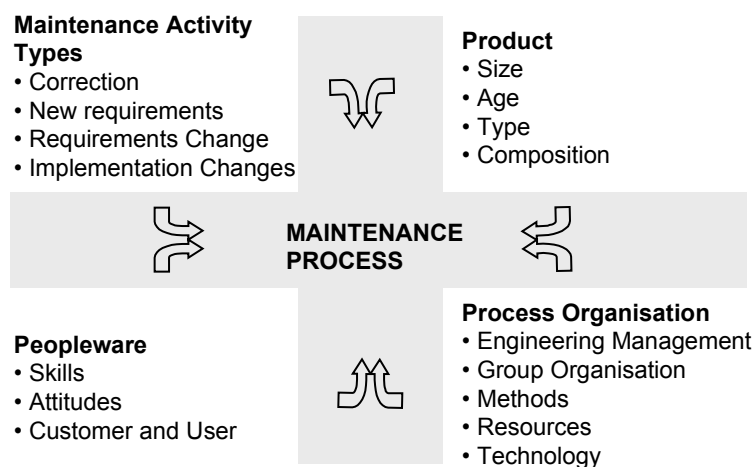 Maintenance Activity
Types
• Correction
• New requirements
• Requirements Change
• Implementation Changes
Product
• Size
• Age
• Type
• Composition
MAINTENANCE
PROCESS
Peopleware
• Skills
• Attitudes
• Customer and User
Process Organisation
• Engineering Management
• Group Organisation
• Methods
• Resources
• Technology